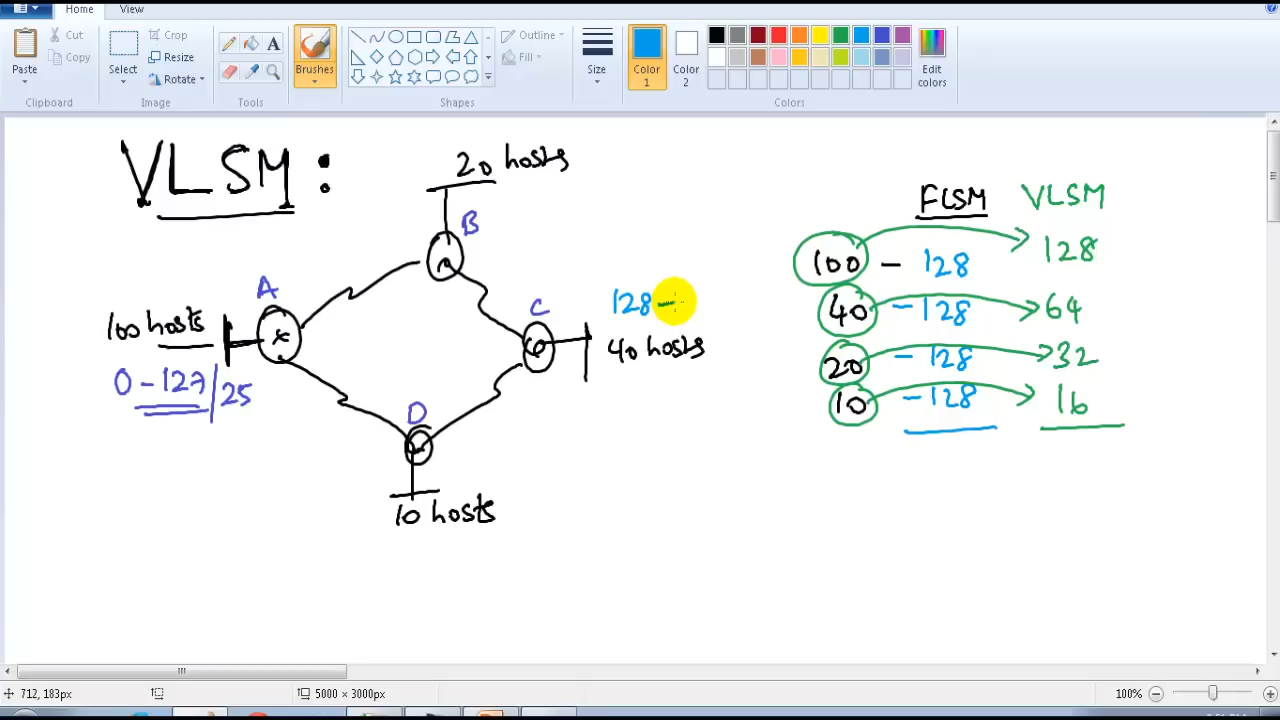 Home View
Paste
Cut
Copy
Clipboard
Select
Crop
Resize
Rotate
Image
A
Tools
Brushes
Outline
Fill
Shapes
Size
Color 1
Color 2
Edit colors
Colors
VLSM:
20 hosts
B
A
100 hosts
0 - 127/25
C
128 -
40 hosts
D
10 hosts
FLSM VLSM
100 - 128 128
40 - 128 64
20 - 128 32
10 - 128 16
712, 183px
5000 × 3000px
100%